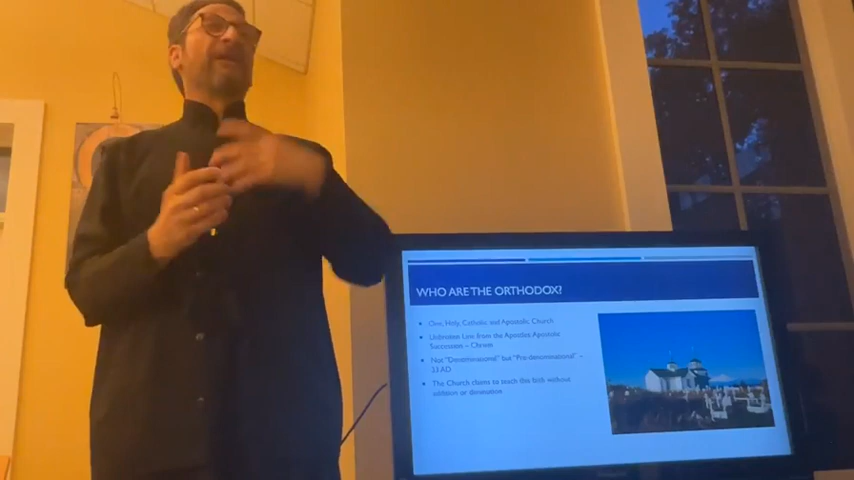 WHO ARE THE ORTHODOX?
One, Holy, Catholic and Apostolic Church
Unbroken Line from the Apostles, Apostolic
Succession – Christ
Not "Denominational" but "Pre-denominational" –
33 AD
The Church claims to teach the faith without
addition or diminution